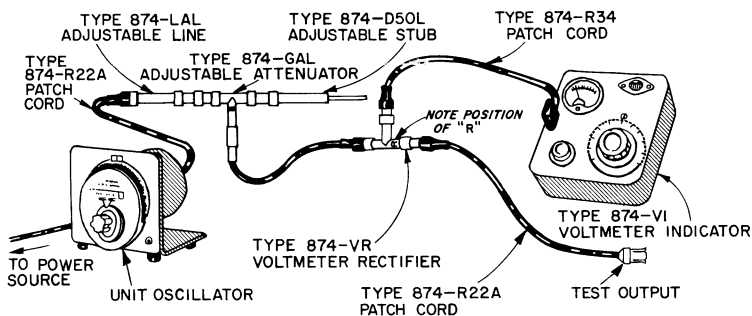 TYPE 874-LAL
ADJUSTABLE LINE
TYPE 874-D50L
ADJUSTABLE STUB
TYPE 874-R34
PATCH CORD
TYPE
874-R22A
PATCH
CORD
TYPE 874-GAL
ADJUSTABLE ATTENUATOR
NOTE POSITION
OF "R"
R
TYPE 874-VR
VOLTMETER RECTIFIER
TYPE 874-VI
VOLTMETER INDICATOR
TO POWER
SOURCE
UNIT OSCILLATOR
TYPE 874-R22A
PATCH CORD
TEST OUTPUT